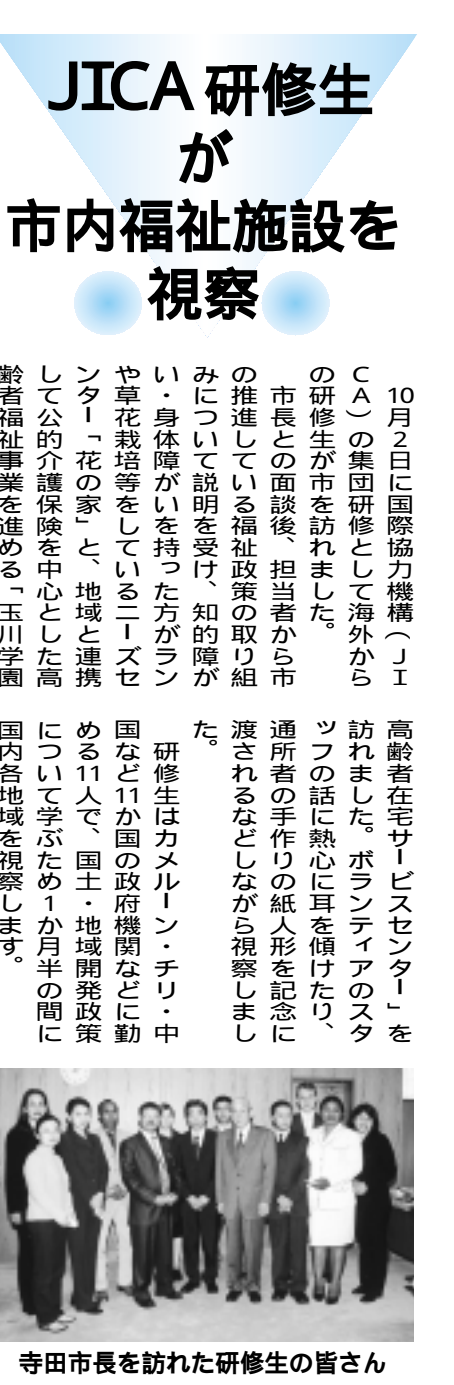 JICA研修生
が
市内福祉施設を
視察
10月2日に国際協力機構（JI
CA）の集団研修として海外から
の研修生が市を訪れました。
市長との面談後、担当者から市
の推進している福祉政策の取り組
みについて説明を受け、知的障が
い・身体障がいを持った方がラン
や草花栽培等をしているニーズセ
ンター「花の家」と、地域と連携
して公的介護保険を中心とした高
齢者福祉事業を進める「玉川学園
高齢者在宅サービスセンター」を
訪れました。ボランティアのスタ
ッフの話に熱心に耳を傾けたり、
通所者の手作りの紙人形を記念に
渡されるなどしながら視察しまし
た。
研修生はカメルーン・チリ・中
国など11か国の政府機関などに勤
める11人で、国土・地域開発政策
について学ぶため1か月半の間に
国内各地域を視察します。
寺田市長を訪れた研修生の皆さん